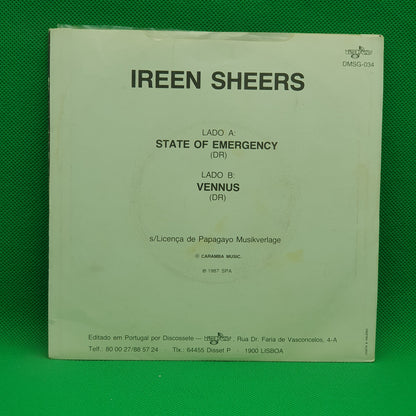 DMSG-034
IREEN SHEERS
LADO A:
STATE OF EMERGENCY
(DR)
LADO B:
VENNUS
(DR)
s/Licença de Papagayo Musikverlage
© CARAMBA MUSIC.
℗ 1987 SPA
Editado em Portugal por Discossete — , Rua Dr. Faria de Vasconcelos, 4-A
Telf.: 80 00 27/88 57 24 Tlx.: 64455 Disset P 1900 LISBOA